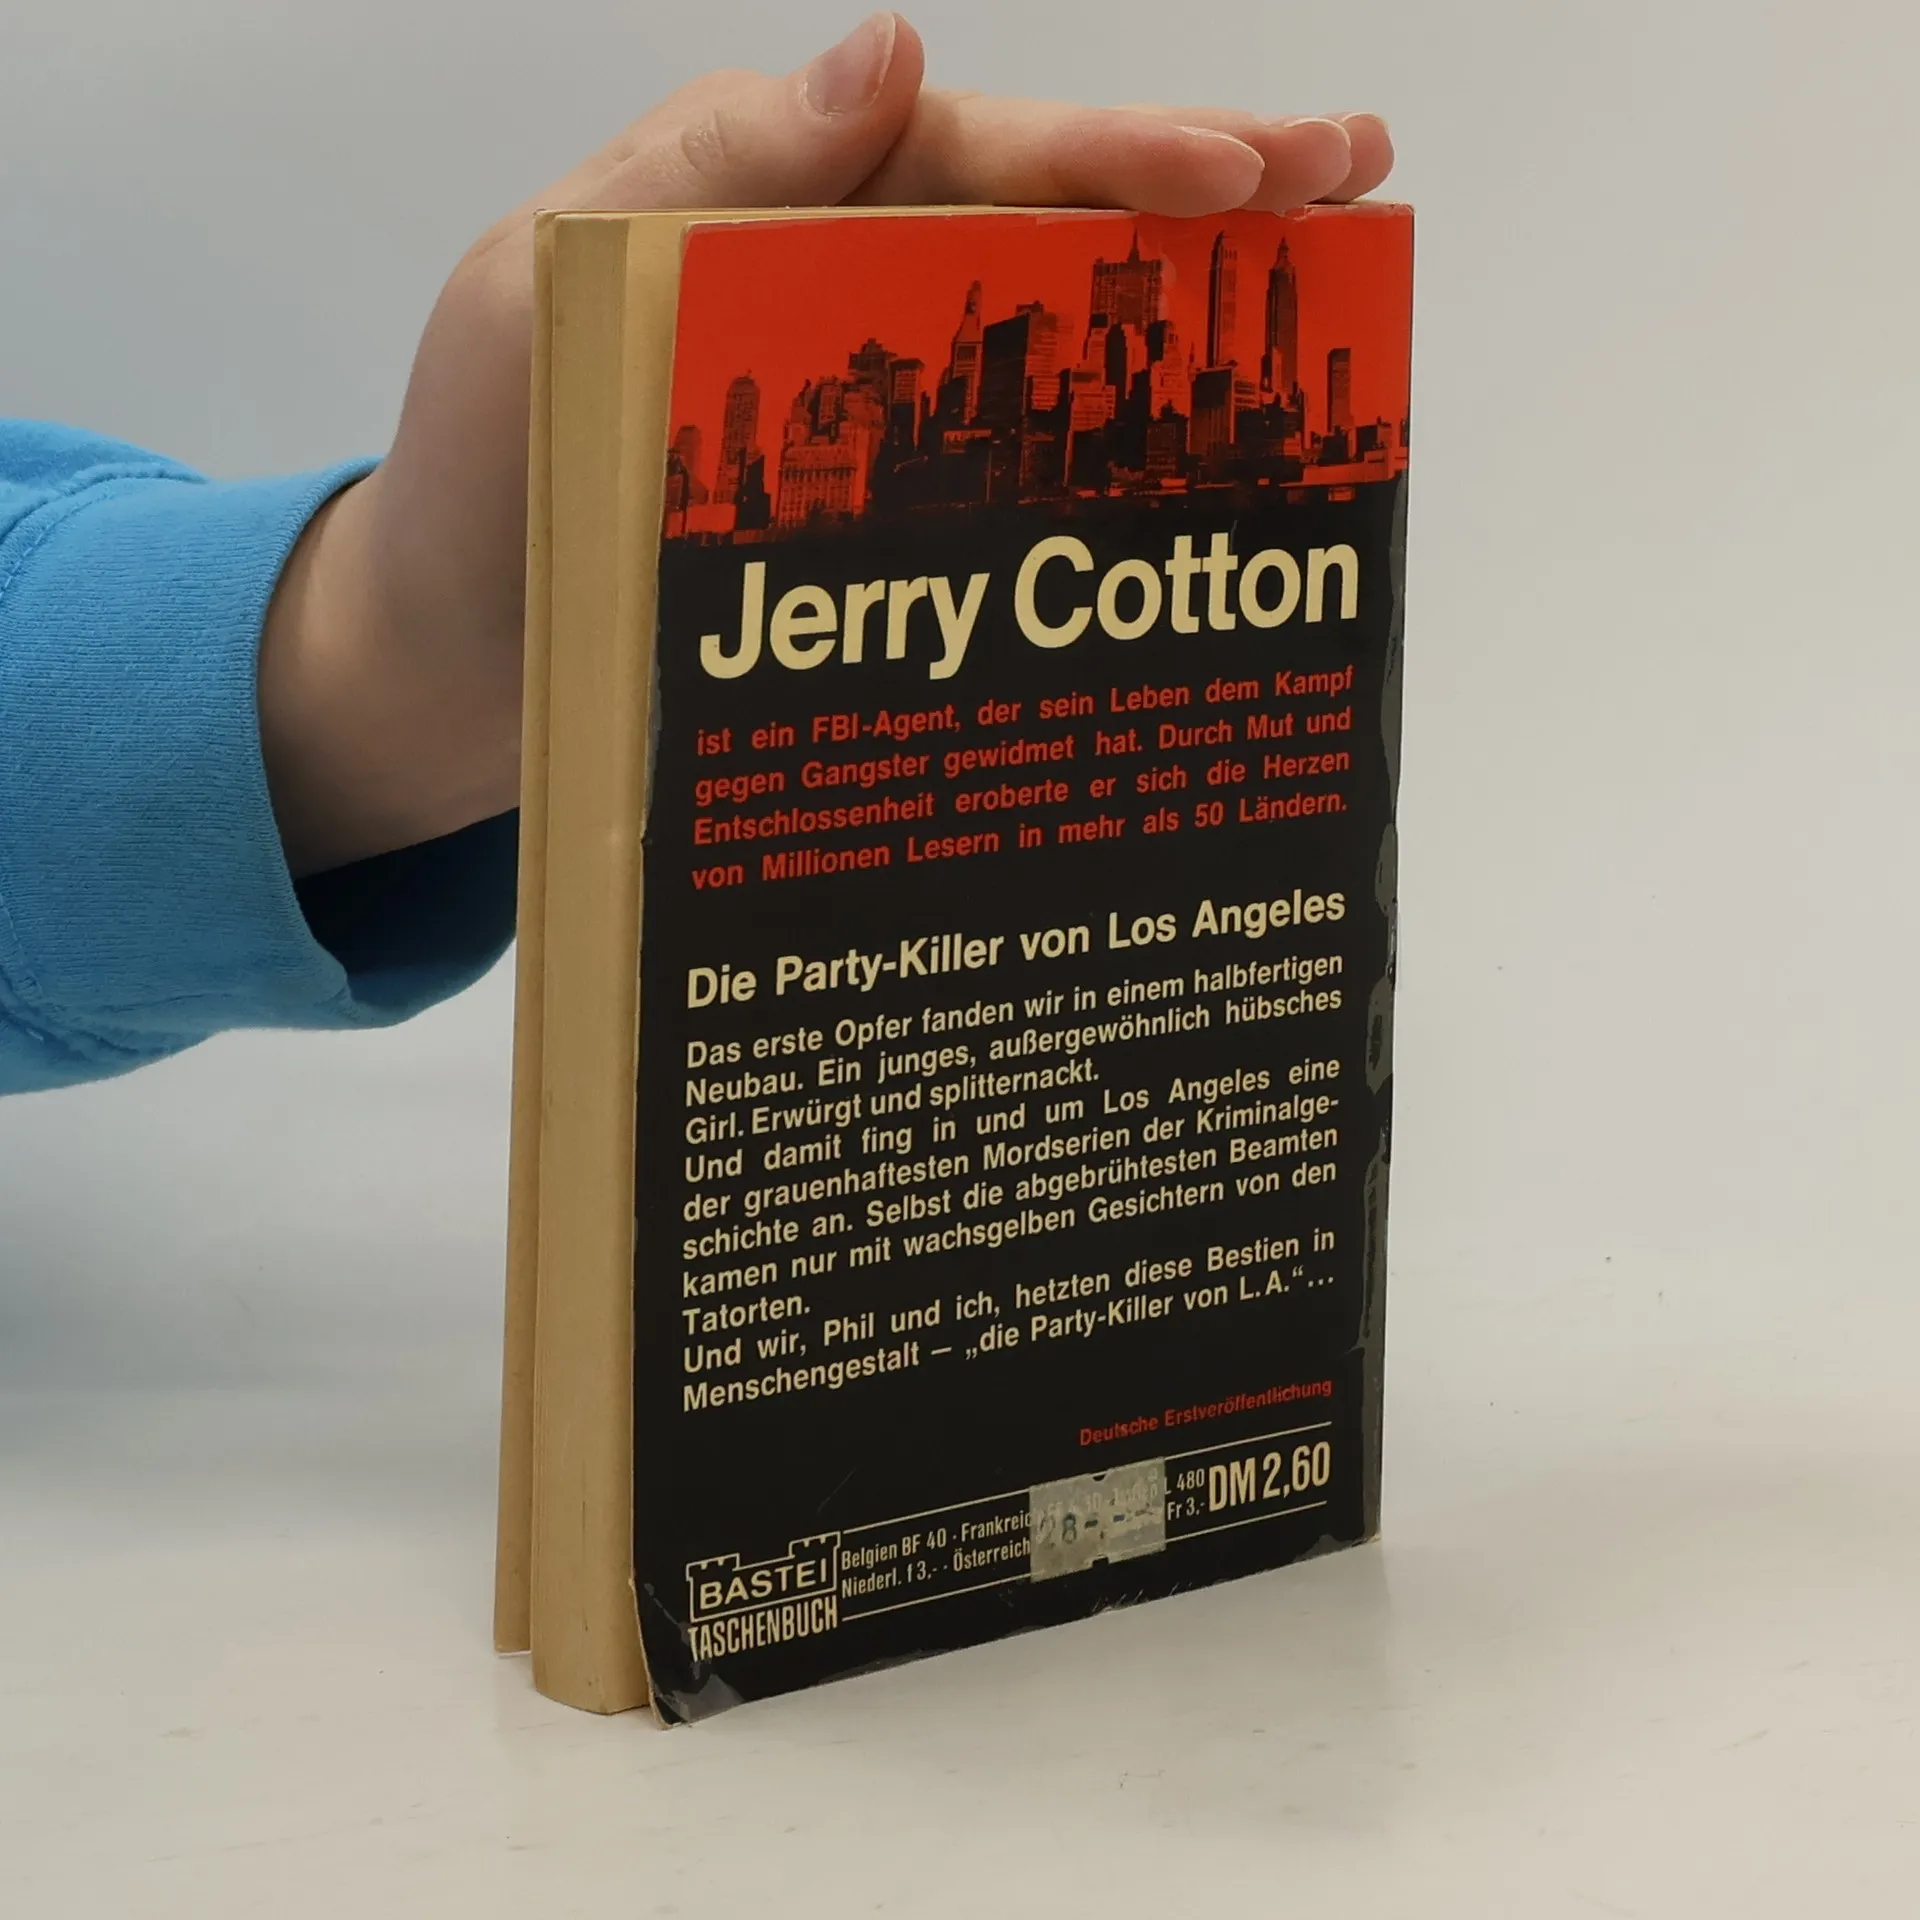 Jerry Cotton
ist ein FBI-Agent, der sein Leben dem Kampf
gegen Gangster gewidmet hat. Durch Mut und
Entschlossenheit eroberte er sich die Herzen
von Millionen Lesern in mehr als 50 Ländern.
Die Party-Killer von Los Angeles
Das erste Opfer fanden wir in einem halbfertigen
Neubau. Ein junges, außergewöhnlich hübsches
Girl. Erwürgt und splitternackt.
Und damit fing in und um Los Angeles eine
der grauenhaftesten Mordserien der Kriminalge-
schichte an. Selbst die abgebrühtesten Beamten
kamen nur mit wachsgelben Gesichtern von den
Tatorten.
Und wir, Phil und ich, hetzten diese Bestien in
Menschengestalt – „die Party-Killer von L.A.“...
Deutsche Erstveröffentlichung
BASTEI
TASCHENBUCH
Belgien BF 40 · Frankreich L 480
Niederl. f 3,- · Österreich Fr 3.-
DM 2,60